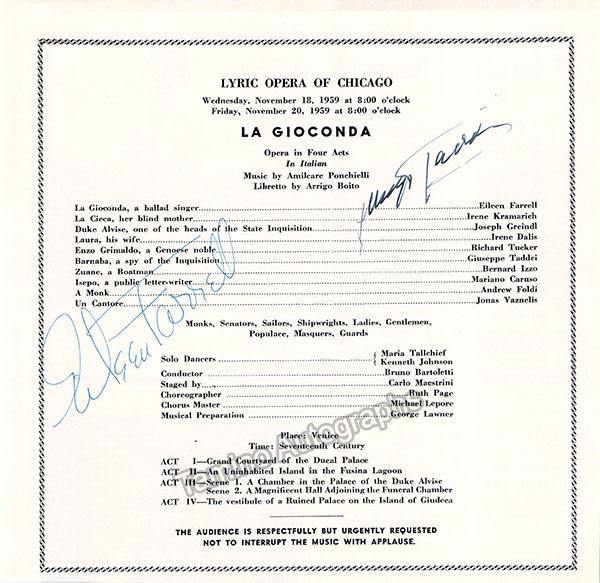 LYRIC OPERA OF CHICAGO
Wednesday, November 18, 1959 at 8:00 o'clock
Friday, November 20, 1959 at 8:00 o'clock
LA GIOCONDA
Opera in Four Acts
In Italian
Music by Amilcare Ponchielli
Libretto by Arrigo Boito
La Gioconda, a ballad singer Eileen Farrell
La Cieca, her blind mother Irene Kramarich
Duke Alvise, one of the heads of the State Inquisition Joseph Greindl
Laura, his wife Irene Dalis
Enzo Grimaldo, a Genoese noble Richard Tucker
Barnaba, a spy of the Inquisition Giuseppe Taddei
Zuane, a Boatman Bernard Izzo
Isepo, a public letter-writer Mariano Caruso
A Monk Andrew Foldi
Un Cantore Jonas Vaznelis
Eileen Farrell
Taddei
Monks, Senators, Sailors, Shipwrights, Ladies, Gentlemen,
Populace, Masquers, Guards
Solo Dancers { Maria Tallchief
{ Kenneth Johnson
Conductor Bruno Bartoletti
Staged by Carlo Maestrini
Choreographer Ruth Page
Chorus Master Michael Lepore
Musical Preparation George Lawner
Place: Venice
Time: Seventeenth Century
ACT I—Grand Courtyard of the Ducal Palace
ACT II—An Uninhabited Island in the Fusina Lagoon
ACT III—Scene 1. A Chamber in the Palace of the Duke Alvise
Scene 2. A Magnificent Hall Adjoining the Funeral Chamber
ACT IV—The vestibule of a Ruined Palace on the Island of Giudeca
Tamino Autographs
THE AUDIENCE IS RESPECTFULLY BUT URGENTLY REQUESTED
NOT TO INTERRUPT THE MUSIC WITH APPLAUSE.